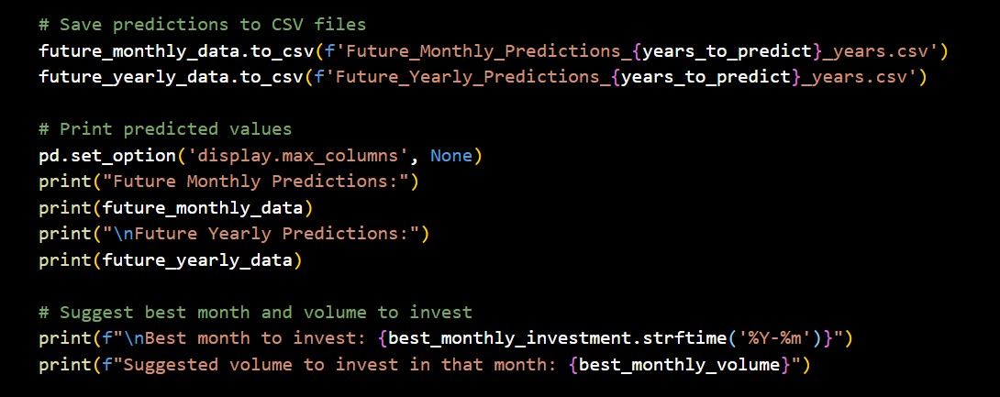 # Save predictions to CSV files
future_monthly_data.to_csv(f'Future_Monthly_Predictions_{years_to_predict}_years.csv')
future_yearly_data.to_csv(f'Future_Yearly_Predictions_{years_to_predict}_years.csv')
# Print predicted values
pd.set_option('display.max_columns', None)
print("Future Monthly Predictions:")
print(future_monthly_data)
print("\nFuture Yearly Predictions:")
print(future_yearly_data)
# Suggest best month and volume to invest
print(f"\nBest month to invest: {best_monthly_investment.strftime('%Y-%m')}")
print(f"Suggested volume to invest in that month: {best_monthly_volume}")